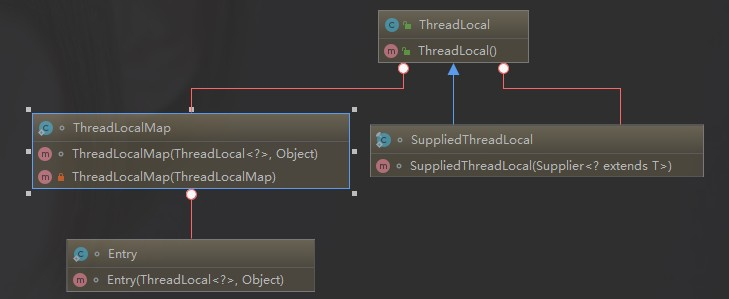 ThreadLocal
ThreadLocal()
ThreadLocalMap
ThreadLocalMap(ThreadLocal<?>, Object)
ThreadLocalMap(ThreadLocalMap)
SuppliedThreadLocal
SuppliedThreadLocal(Supplier<? extends T>)
Entry
Entry(ThreadLocal<?>, Object)